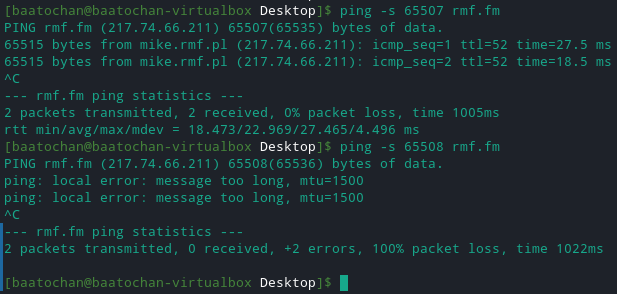 [baatochan@baatochan-virtualbox Desktop]$ ping -s 65507 rmf.fm
PING rmf.fm (217.74.66.211) 65507(65535) bytes of data.
65515 bytes from mike.rmf.pl (217.74.66.211): icmp_seq=1 ttl=52 time=27.5 ms
65515 bytes from mike.rmf.pl (217.74.66.211): icmp_seq=2 ttl=52 time=18.5 ms
^C
--- rmf.fm ping statistics ---
2 packets transmitted, 2 received, 0% packet loss, time 1005ms
rtt min/avg/max/mdev = 18.473/22.969/27.465/4.496 ms
[baatochan@baatochan-virtualbox Desktop]$ ping -s 65508 rmf.fm
PING rmf.fm (217.74.66.211) 65508(65536) bytes of data.
ping: local error: message too long, mtu=1500
ping: local error: message too long, mtu=1500
^C
--- rmf.fm ping statistics ---
2 packets transmitted, 0 received, +2 errors, 100% packet loss, time 1022ms
[baatochan@baatochan-virtualbox Desktop]$